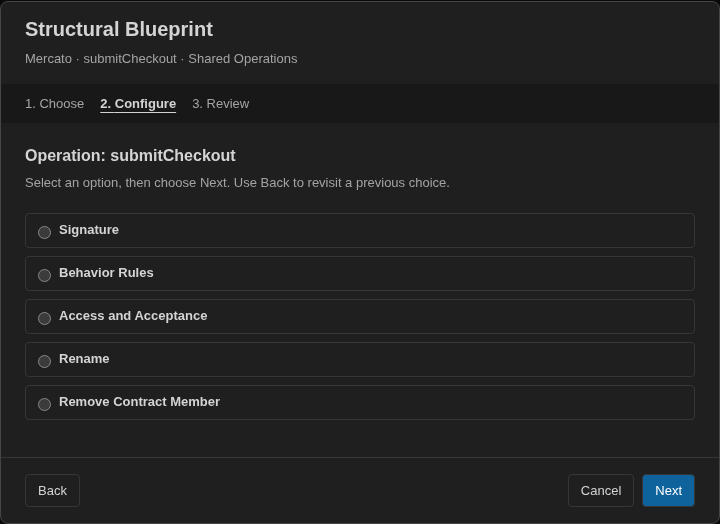 Structural Blueprint
Mercato · submitCheckout · Shared Operations
1. Choose 2. Configure 3. Review
Operation: submitCheckout
Select an option, then choose Next. Use Back to revisit a previous choice.
Signature
Behavior Rules
Access and Acceptance
Rename
Remove Contract Member
Back Cancel Next